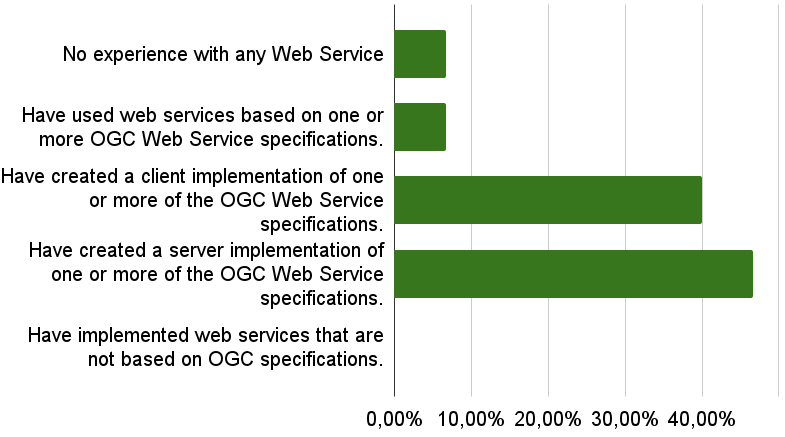 No experience with any Web Service
Have used web services based on one or
more OGC Web Service specifications.
Have created a client implementation of one
or more of the OGC Web Service
specifications.
Have created a server implementation of
one or more of the OGC Web Service
specifications.
Have implemented web services that are
not based on OGC specifications.
0,00% 10,00% 20,00% 30,00% 40,00%